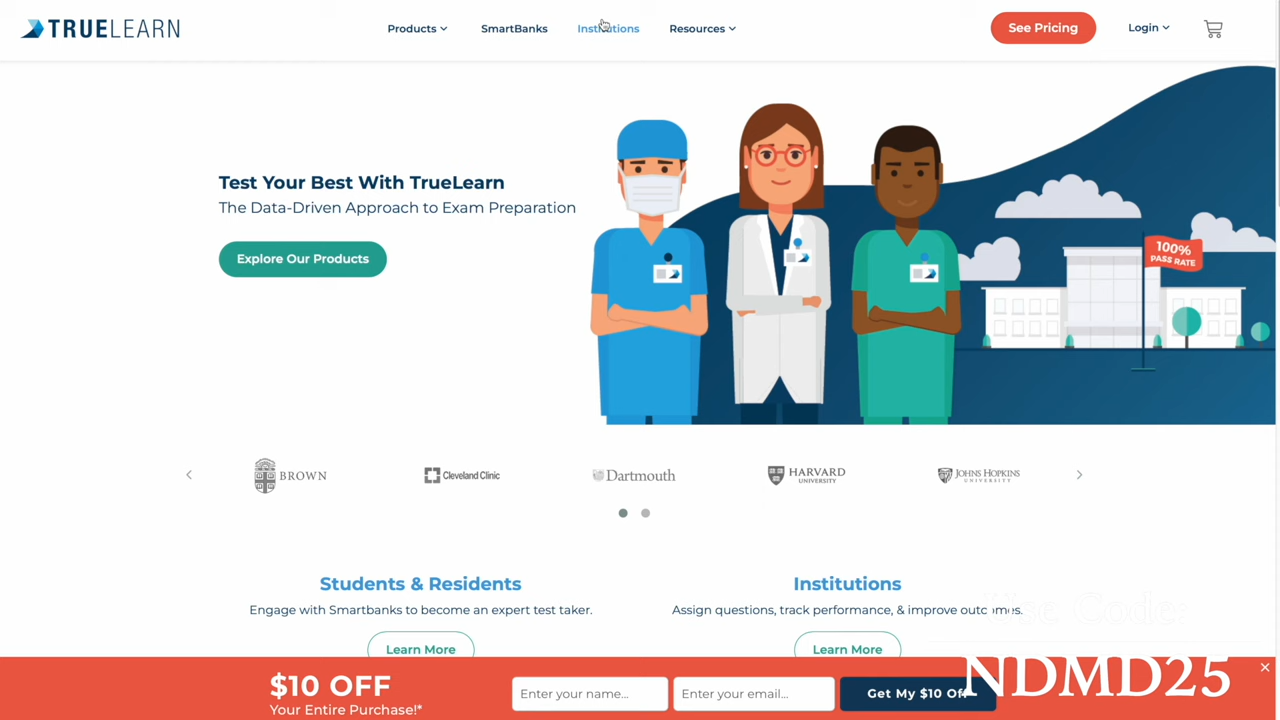 TRUELEARN
Products
SmartBanks
Institutions
Resources
See Pricing
Login
Test Your Best With TrueLearn
The Data-Driven Approach to Exam Preparation
Explore Our Products
100%
PASS RATE
BROWN
Cleveland Clinic
Dartmouth
HARVARD
UNIVERSITY
JOHNS HOPKINS
UNIVERSITY
Students & Residents
Engage with Smartbanks to become an expert test taker.
Learn More
Institutions
Assign questions, track performance, & improve outcomes.
Learn More
Use Code:
NDMD25
$10 OFF
Your Entire Purchase!*
Enter your name...
Enter your email...
Get My $10 Off